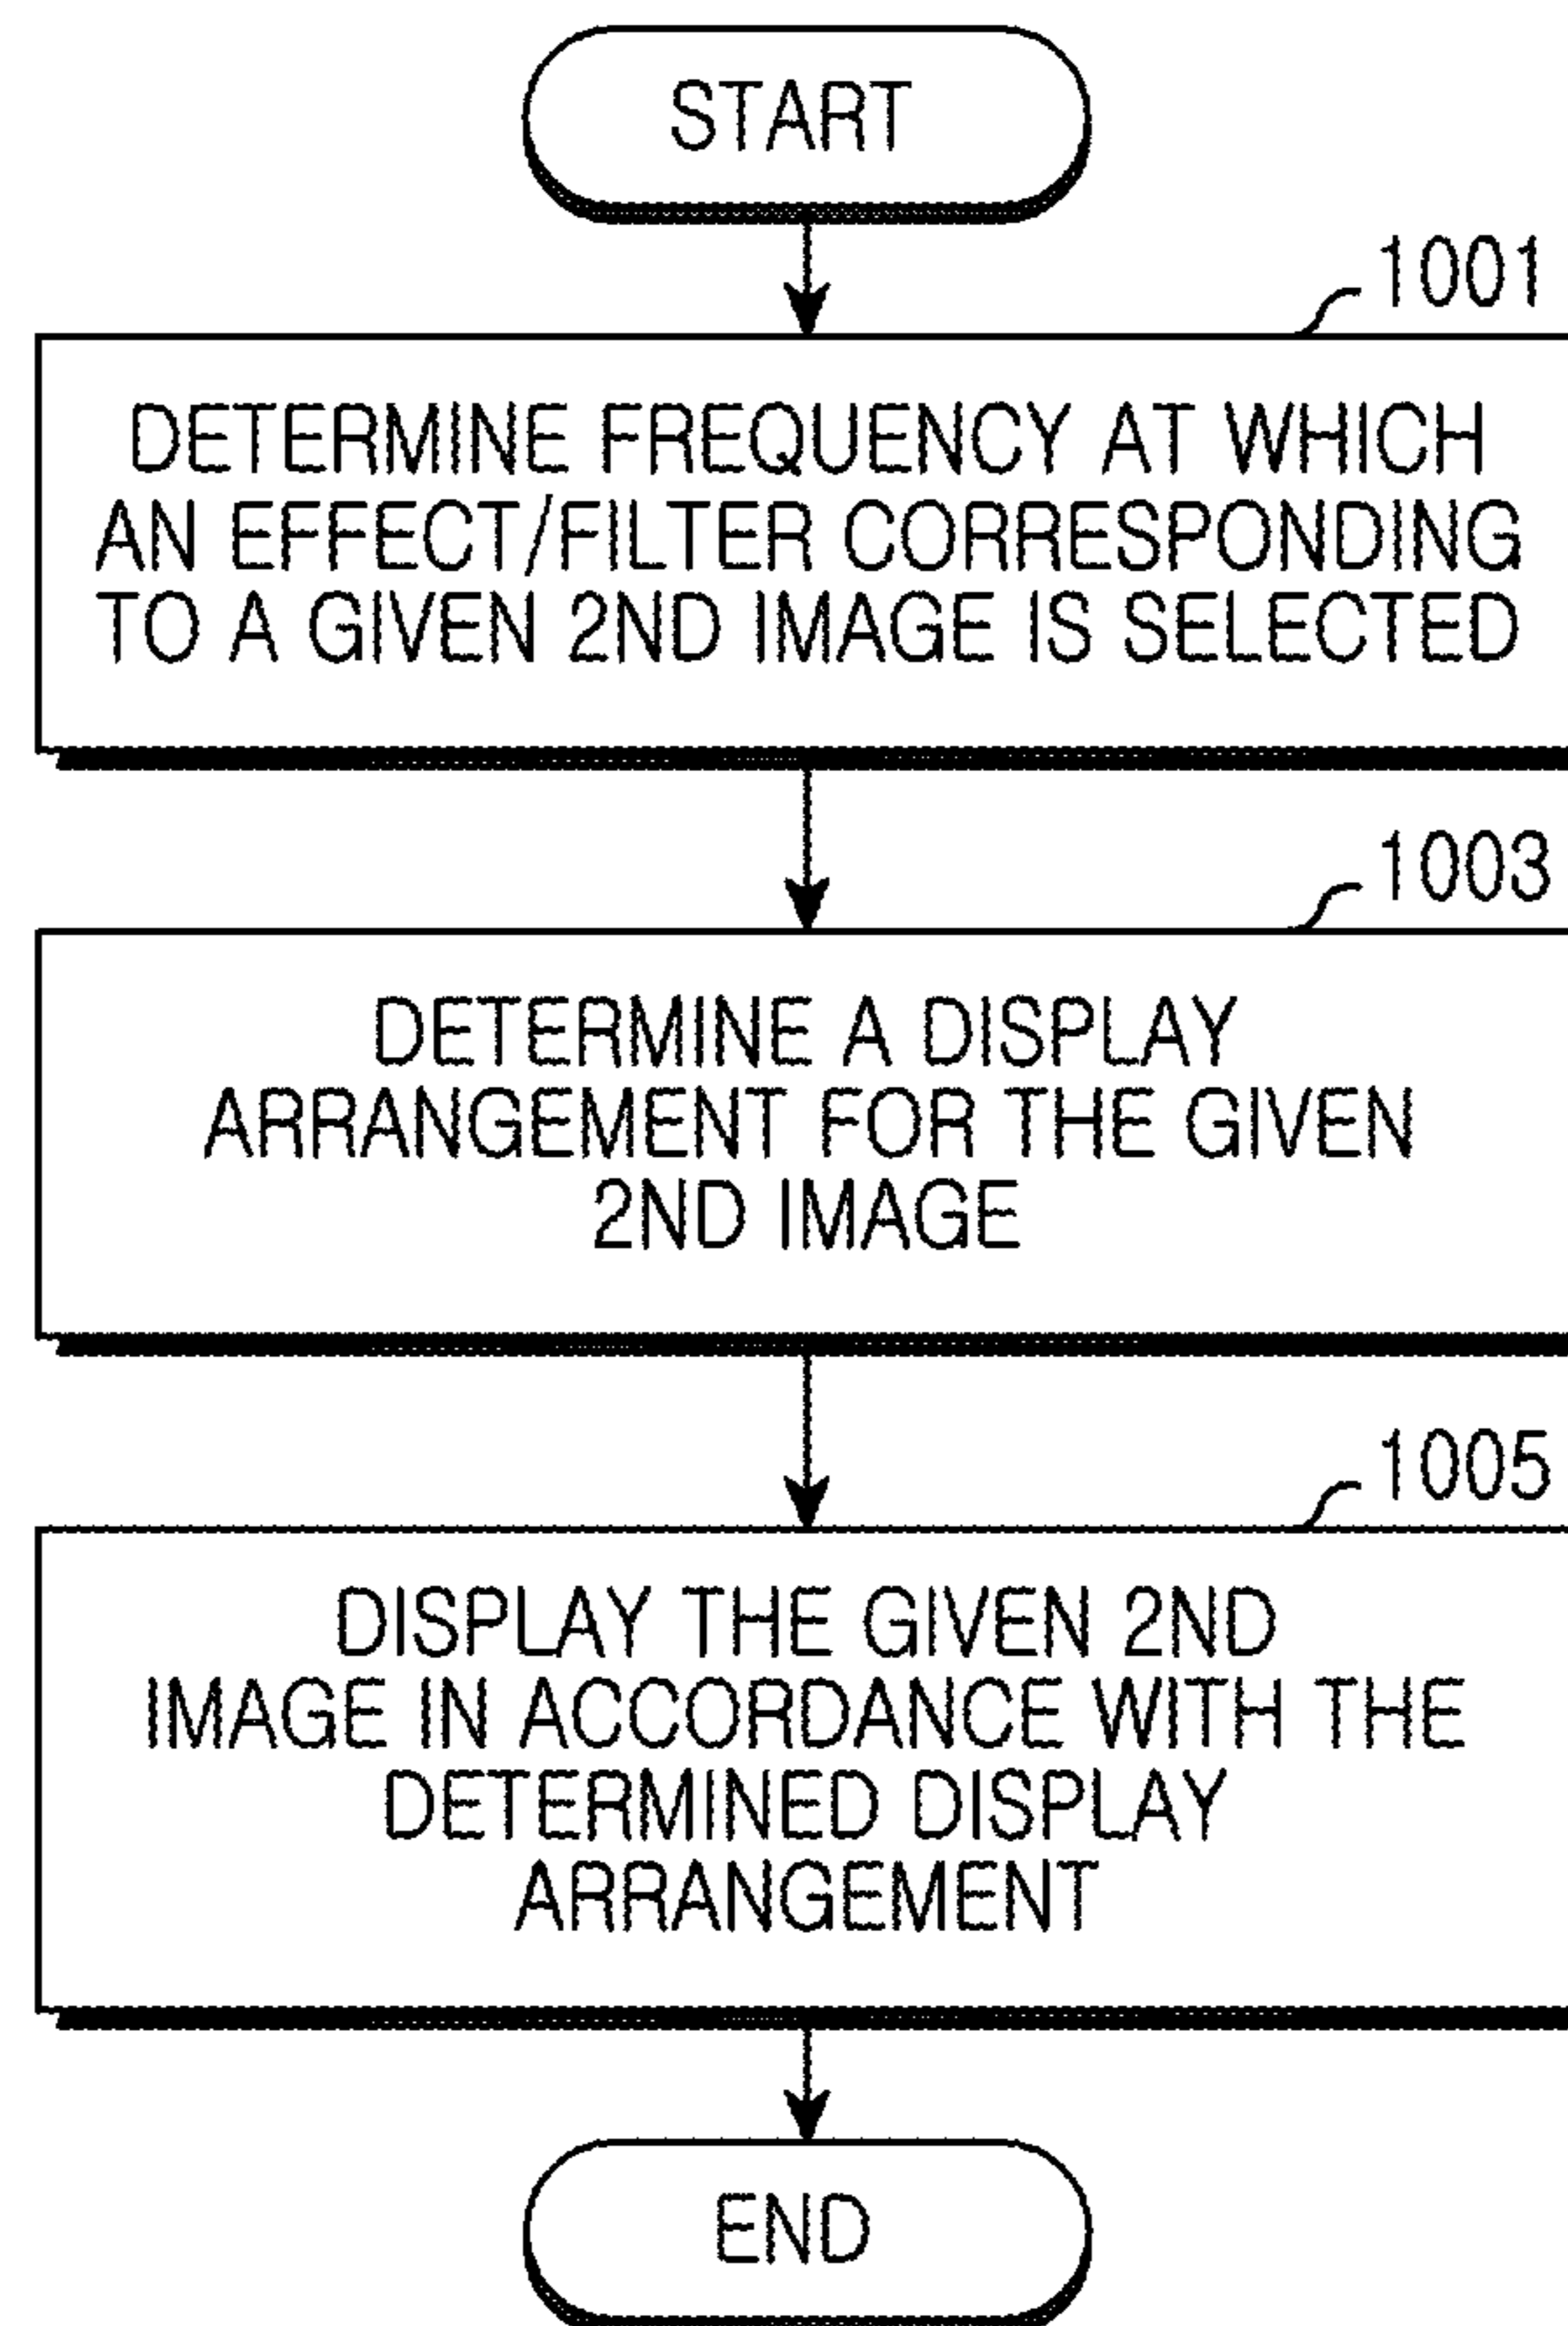 START
1001
DETERMINE FREQUENCY AT WHICH
AN EFFECT/FILTER CORRESPONDING
TO A GIVEN 2ND IMAGE IS SELECTED
1003
DETERMINE A DISPLAY
ARRANGEMENT FOR THE GIVEN
2ND IMAGE
1005
DISPLAY THE GIVEN 2ND
IMAGE IN ACCORDANCE WITH THE
DETERMINED DISPLAY
ARRANGEMENT
END